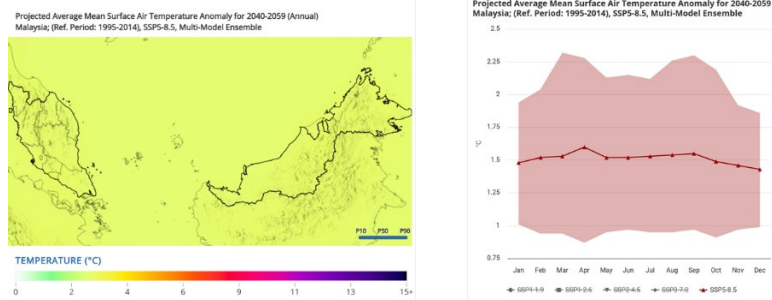 Projected Average Mean Surface Air Temperature Anomaly for 2040-2059 (Annual)
Malaysia; (Ref. Period: 1995-2014), SSP5-8.5, Multi-Model Ensemble
P10 P50 P90
TEMPERATURE (°C)
0 2 4 6 9 11 13 15+
Projected Average Mean Surface Air Temperature Anomaly for 2040-2059
Malaysia; (Ref. Period: 1995-2014), SSP5-8.5, Multi-Model Ensemble
2.5
2.25
2
1.75
°C
1.5
1.25
1
0.75
Jan Feb Mar Apr May Jun Jul Aug Sep Oct Nov Dec
SSP1-1.9 SSP1-2.6 SSP2-4.5 SSP3-7.0 SSP5-8.5